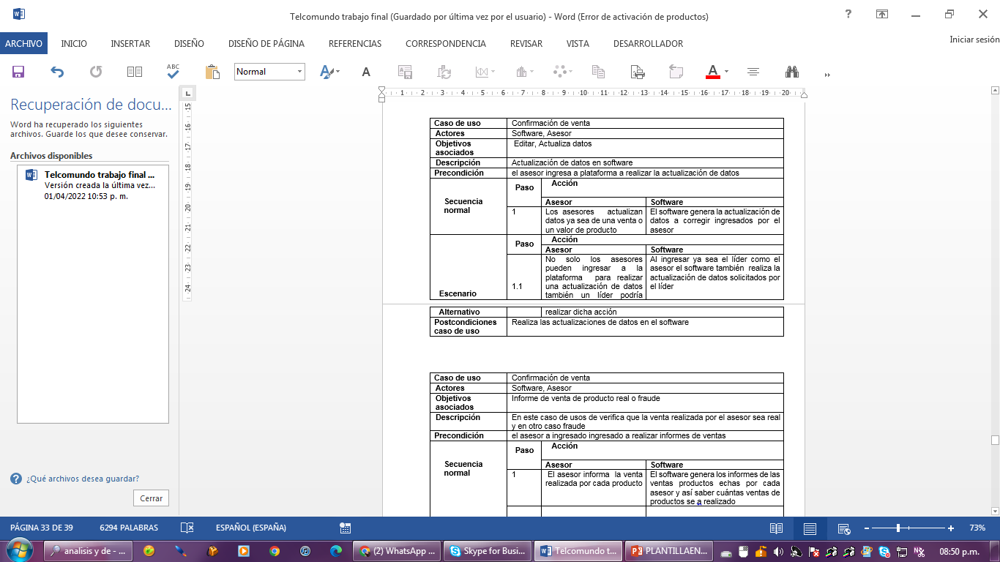 Telcomundo trabajo final (Guardado por última vez por el usuario) - Word (Error de activación de productos)
?
ARCHIVO INICIO INSERTAR DISEÑO DISEÑO DE PÁGINA REFERENCIAS CORRESPONDENCIA REVISAR VISTA DESARROLLADOR Iniciar sesión
ABC Normal A A A
Recuperación de docu...
Word ha recuperado los siguientes
archivos. Guarde los que desee conservar.
Archivos disponibles
Telcomundo trabajo final ...
Versión creada la última vez...
01/04/2022 10:53 p. m.
¿Qué archivos desea guardar?
Cerrar
1 2 3 4 5 6 7 8 9 10 11 12 13 14 15 16 17 18 19 20
15 16 17 18 19 20 21 22 23 24
Caso de uso Confirmación de venta
Actores Software, Asesor
Objetivos asociados Editar, Actualiza datos
Descripción Actualización de datos en software
Precondición el asesor ingresa a plataforma a realizar la actualización de datos
Secuencia normal
Paso Acción
Asesor Software
1 Los asesores actualizan datos ya sea de una venta o un valor de producto
El software genera la actualización de datos a corregir ingresados por el asesor
Paso Acción
Asesor Software
Escenario
1.1 No solo los asesores pueden ingresar a la plataforma para realizar una actualización de datos también un líder podría
Al ingresar ya sea el líder como el asesor el software también realiza la actualización de datos solicitados por el líder
Alternativo realizar dicha acción
Postcondiciones caso de uso Realiza las actualizaciones de datos en el software
Caso de uso Confirmación de venta
Actores Software, Asesor
Objetivos asociados Informe de venta de producto real o fraude
Descripción En este caso de usos de verifica que la venta realizada por el asesor sea real y en otro caso fraude
Precondición el asesor a ingresado ingresado a realizar informes de ventas
Secuencia normal
Paso Acción
Asesor Software
1 El asesor informa la venta realizada por cada producto
El software genera los informes de las ventas productos echas por cada asesor y así saber cuántas ventas de productos se a realizado
PÁGINA 33 DE 39 6294 PALABRAS ESPAÑOL (ESPAÑA) 73%
analisis y de - ... (2) WhatsApp ... Skype for Busi... Telcomundo t... PLANTILLAEN... 08:50 p.m.